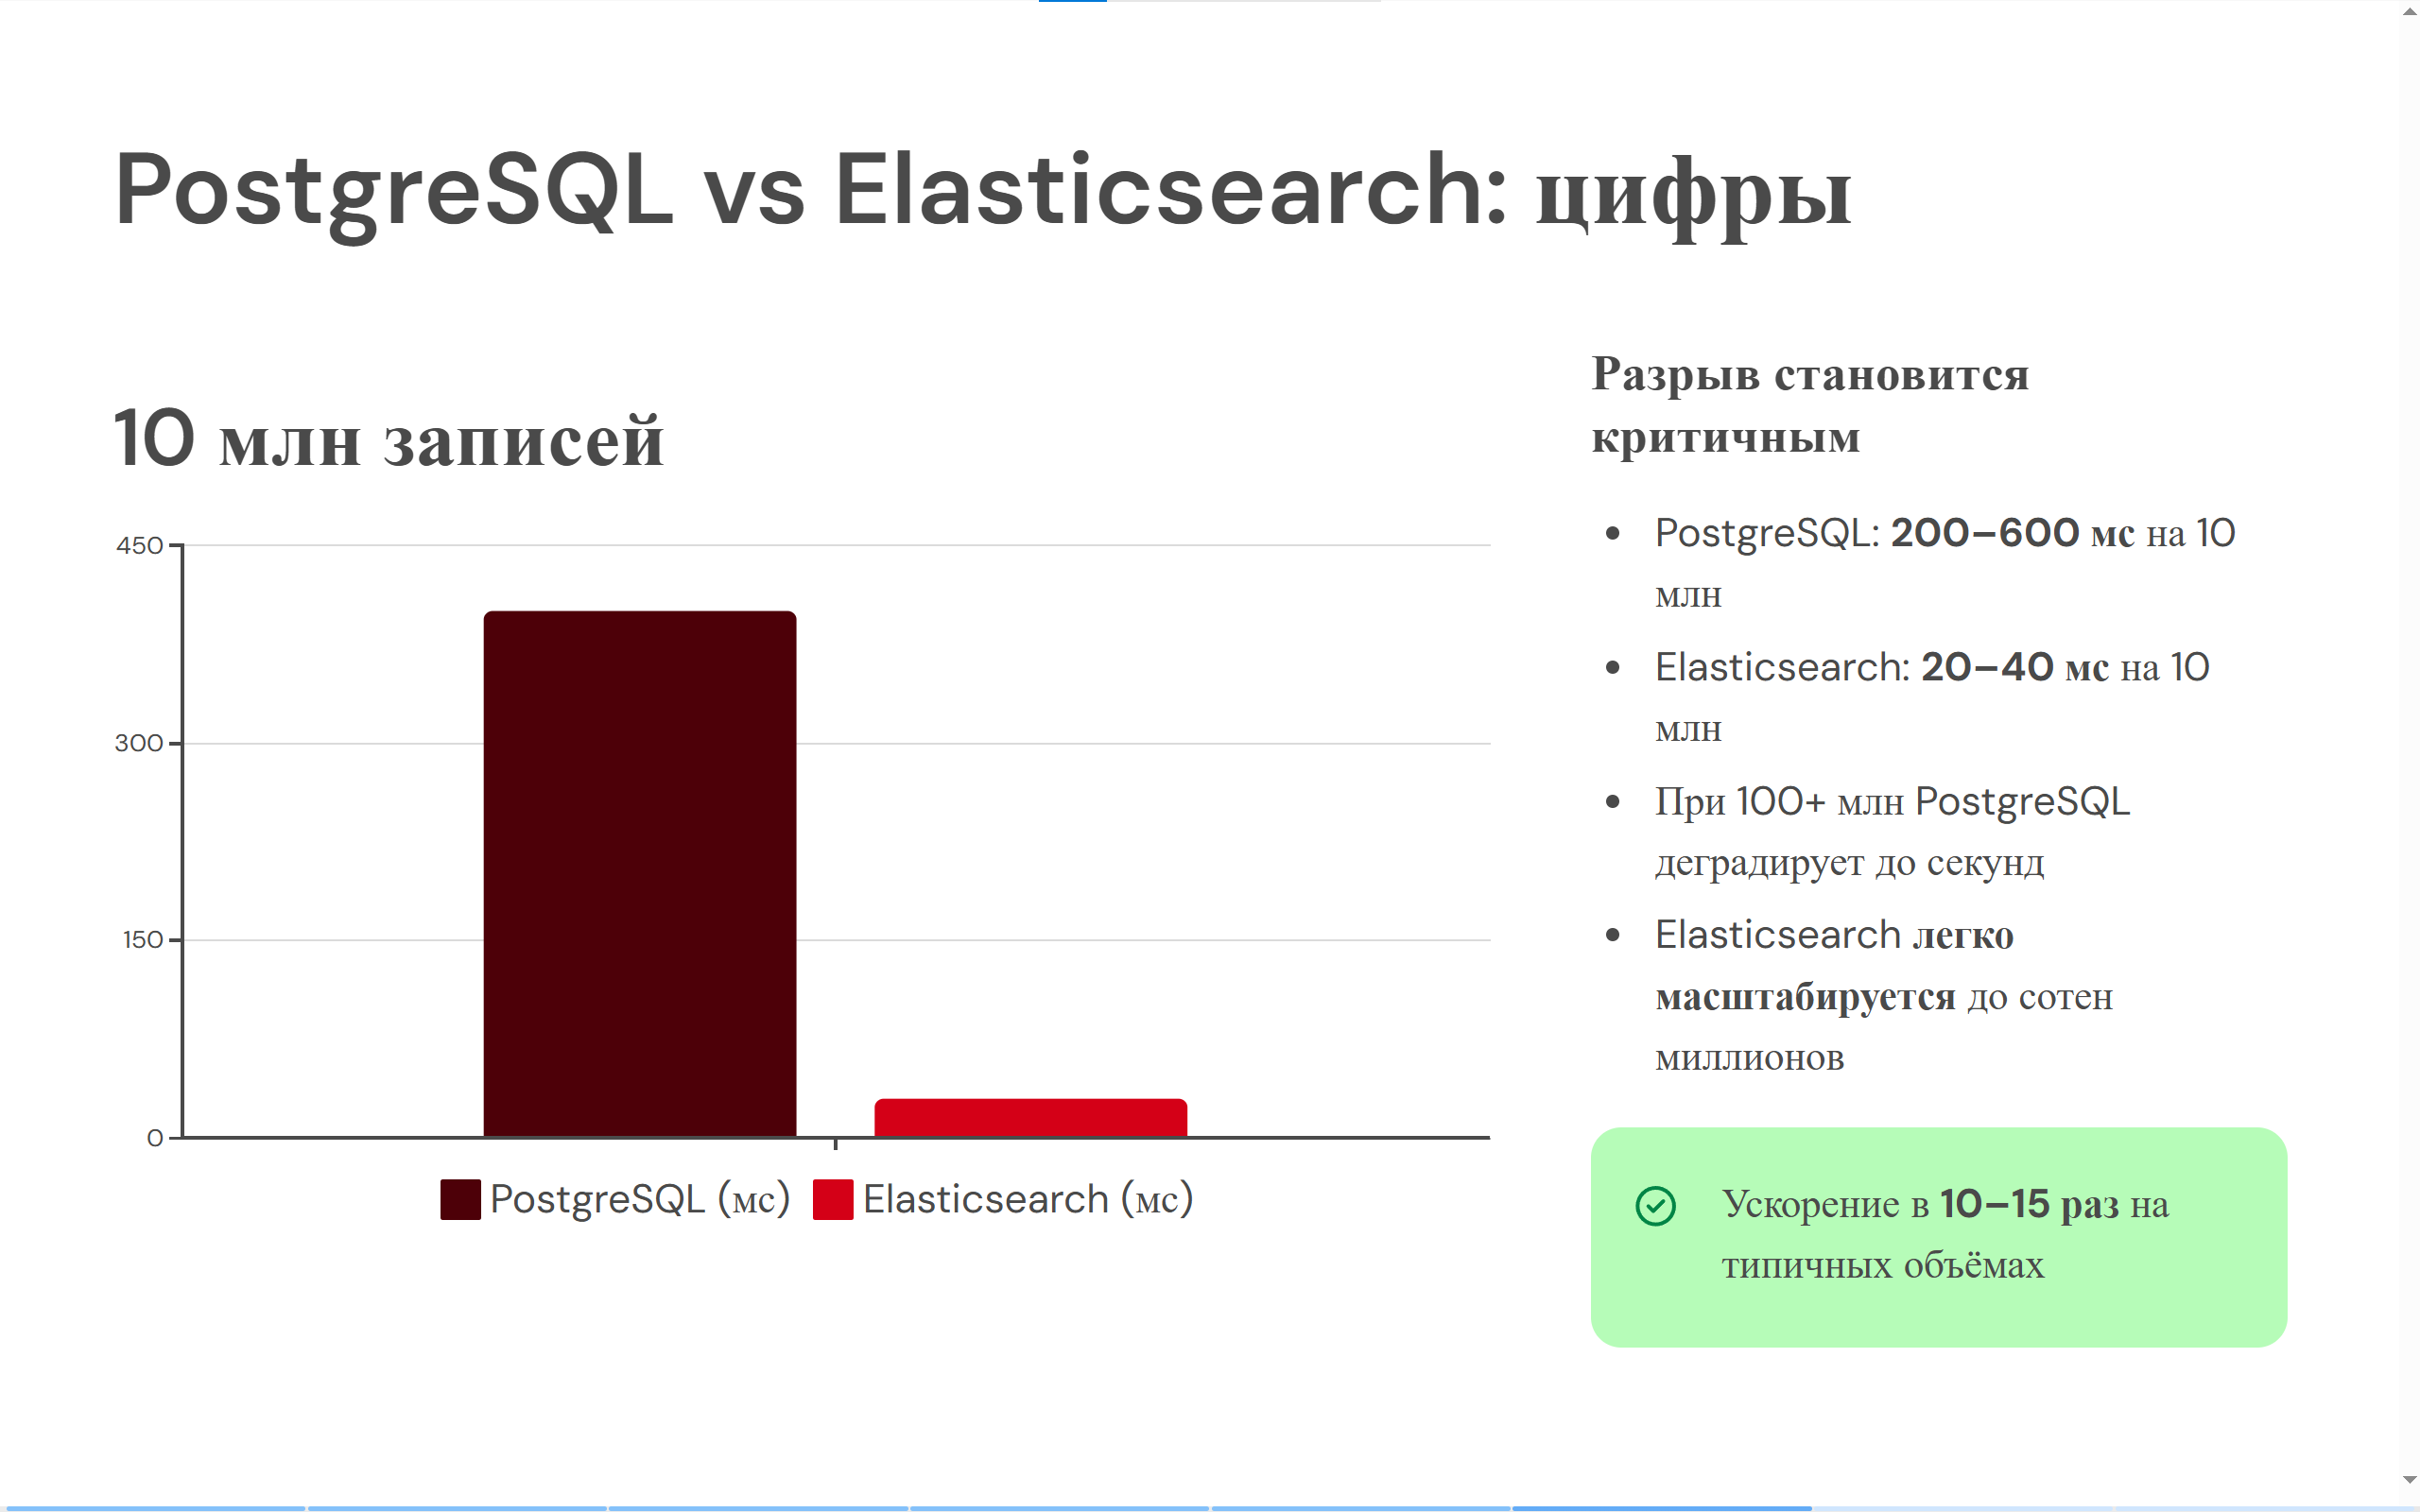 PostgreSQL vs Elasticsearch: цифры
10 млн записей
450
300
150
0
PostgreSQL (мс)
Elasticsearch (мс)
Разрыв становится
критичным
PostgreSQL: 200–600 мс на 10
млн
Elasticsearch: 20–40 мс на 10
млн
При 100+ млн PostgreSQL
деградирует до секунд
Elasticsearch легко
масштабируется до сотен
миллионов
Ускорение в 10–15 раз на
типичных объёмах